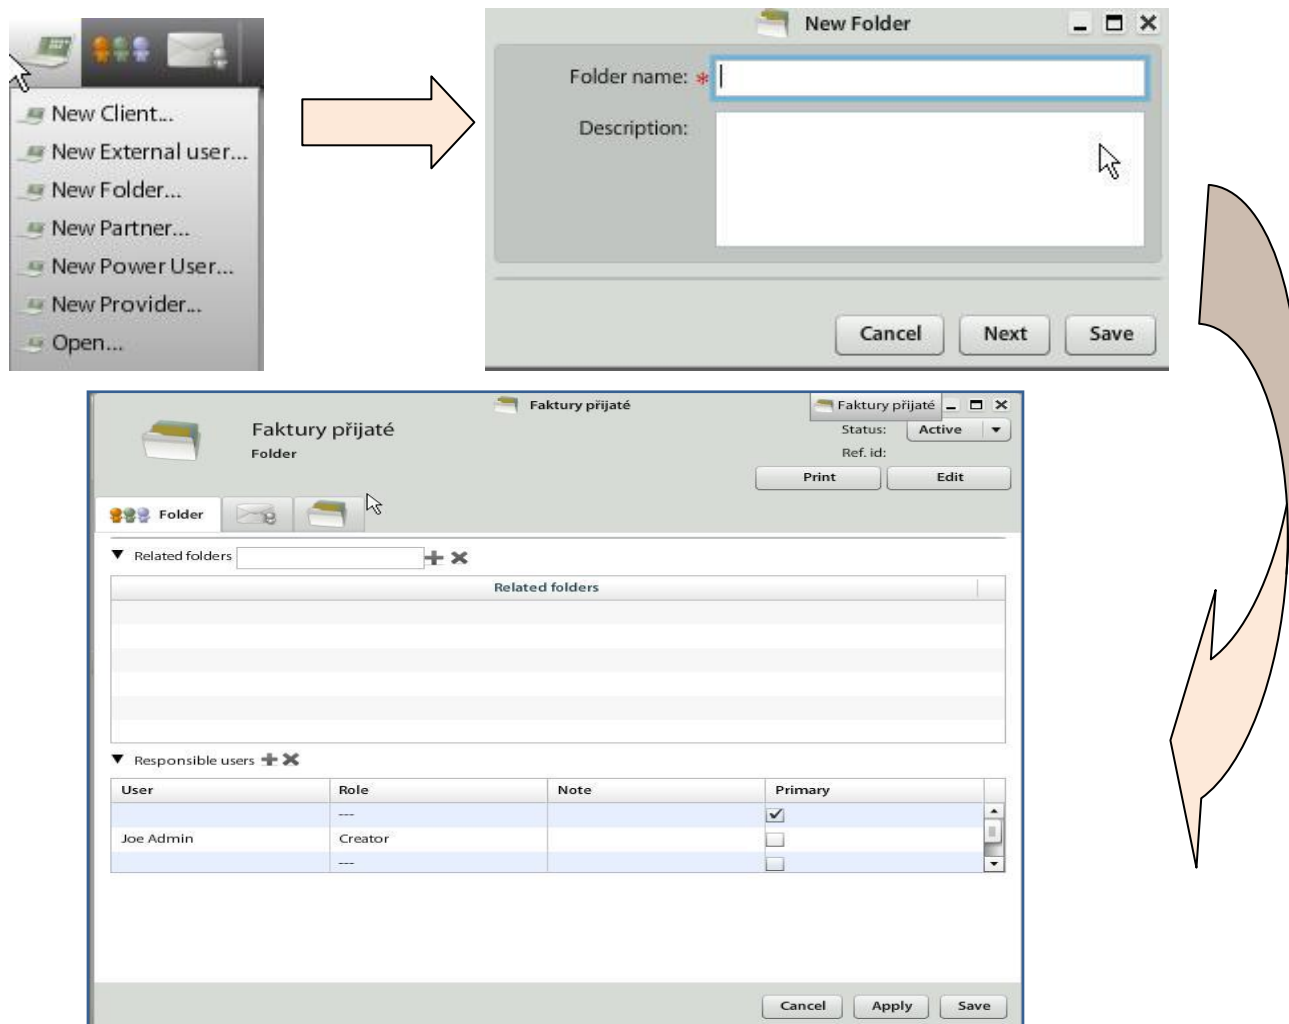 New Client...
New External user...
New Folder...
New Partner...
New Power User...
New Provider...
Open...
New Folder
Folder name: *
Description:
Cancel Next Save
Faktury přijaté
Faktury přijaté
Faktury přijaté
Folder
Status: Active
Ref. id:
Print Edit
Folder
Related folders
Related folders
Responsible users
User Role Note Primary
---
Joe Admin Creator
---
Cancel Apply Save